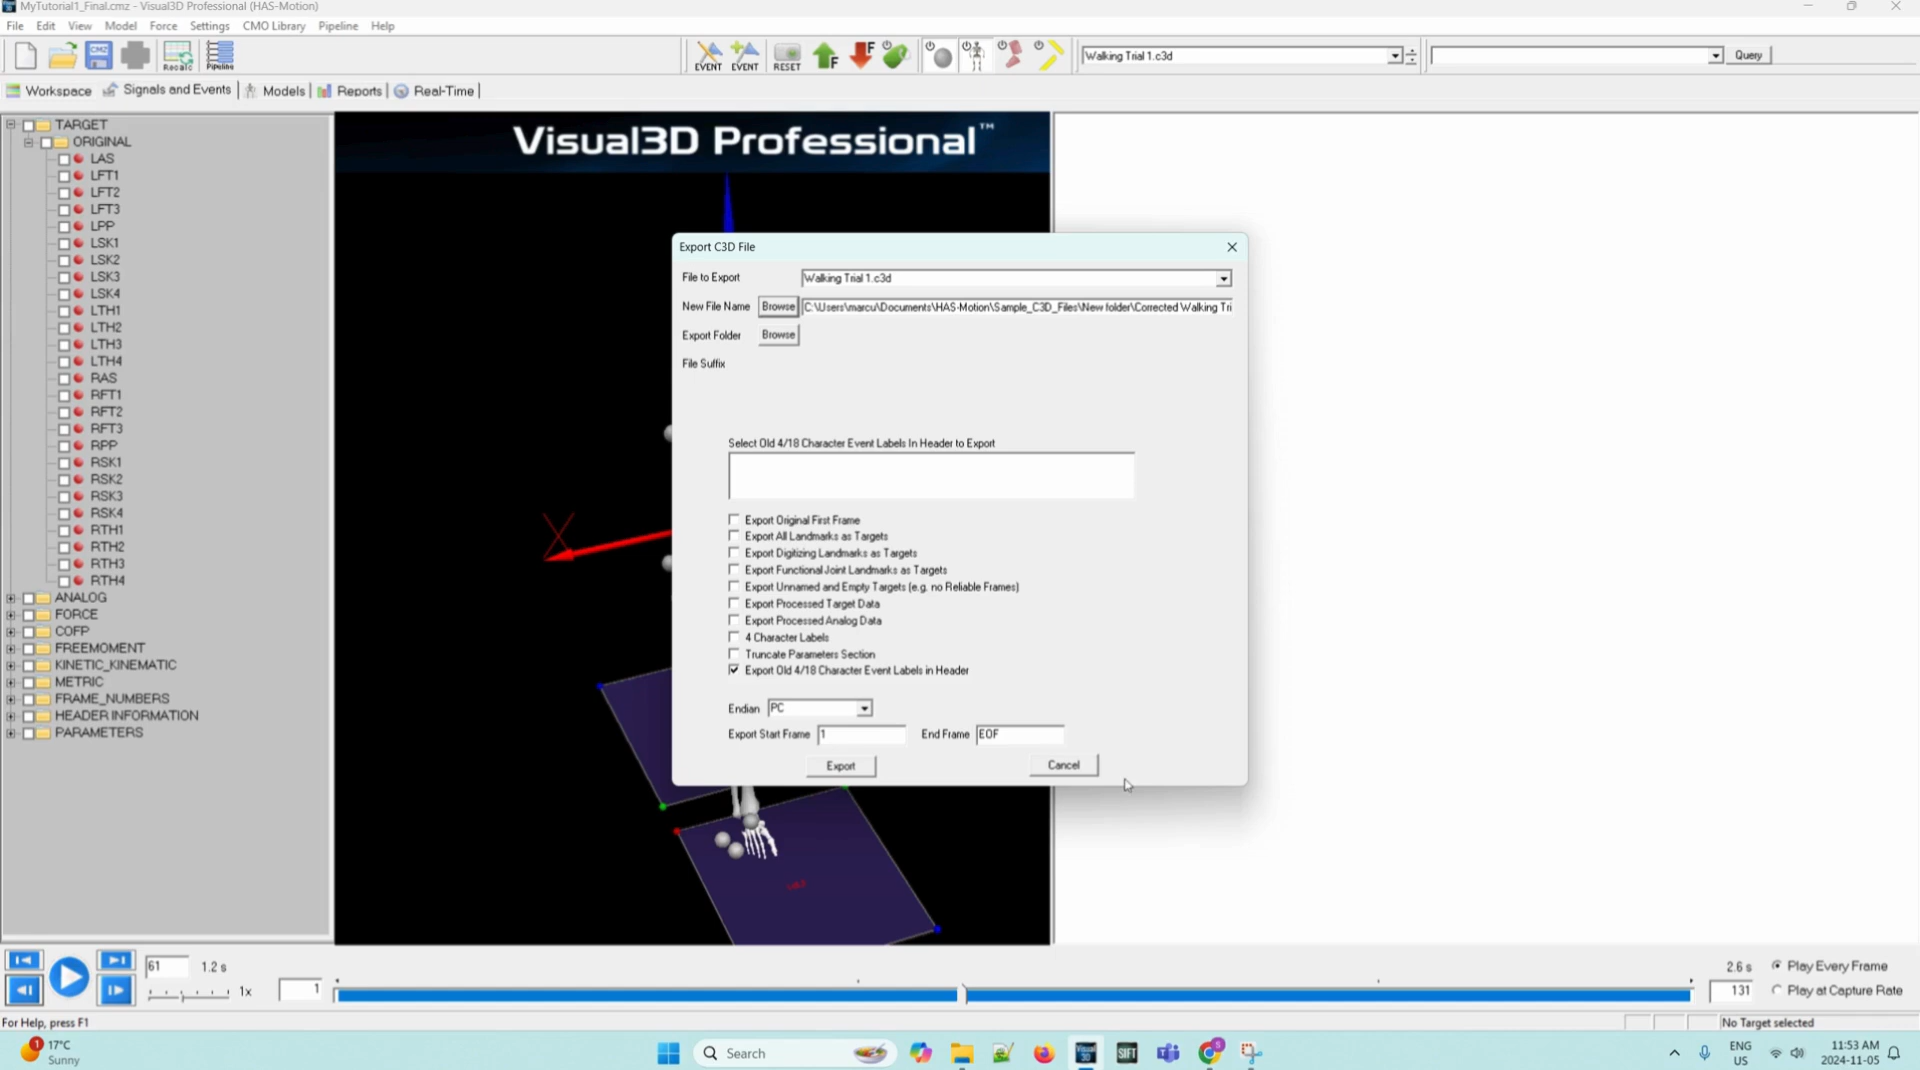 MyTutorial1_Final.cmz - Visual3D Professional (HAS-Motion)
File Edit View Model Force Settings CMO Library Pipeline Help
CMZ Recalc Pipeline EVENT EVENT RESET F F Walking Trial 1.c3d Query
Workspace Signals and Events Models Reports Real-Time
Visual3D Professional™
TARGET
ORIGINAL
LAS
LFT1
LFT2
LFT3
LPP
LSK1
LSK2
LSK3
LSK4
LTH1
LTH2
LTH3
LTH4
RAS
RFT1
RFT2
RFT3
RPP
RSK1
RSK2
RSK3
RSK4
RTH1
RTH2
RTH3
RTH4
ANALOG
FORCE
COFP
FREEMOMENT
KINETIC_KINEMATIC
METRIC
FRAME_NUMBERS
HEADER INFORMATION
PARAMETERS
X
Export C3D File
File to Export Walking Trial 1.c3d
New File Name Browse C:\Users\marcu\Documents\HAS-Motion\Sample_C3D_Files\New folder\Corrected Walking Tri
Export Folder Browse
File Suffix
Select Old 4/18 Character Event Labels In Header to Export
Export Original First Frame
Export All Landmarks as Targets
Export Digitizing Landmarks as Targets
Export Functional Joint Landmarks as Targets
Export Unnamed and Empty Targets (e.g. no Reliable Frames)
Export Processed Target Data
Export Processed Analog Data
4 Character Labels
Truncate Parameters Section
Export Old 4/18 Character Event Labels in Header
Endian PC
Export Start Frame 1 End Frame EOF
Export Cancel
61 1.2 s 2.6 s Play Every Frame
1x 1 131 Play at Capture Rate
For Help, press F1 No Target selected
1 17°C Search Visual 3D SIFT 5 ENG 11:53 AM
Sunny US 2024-11-05